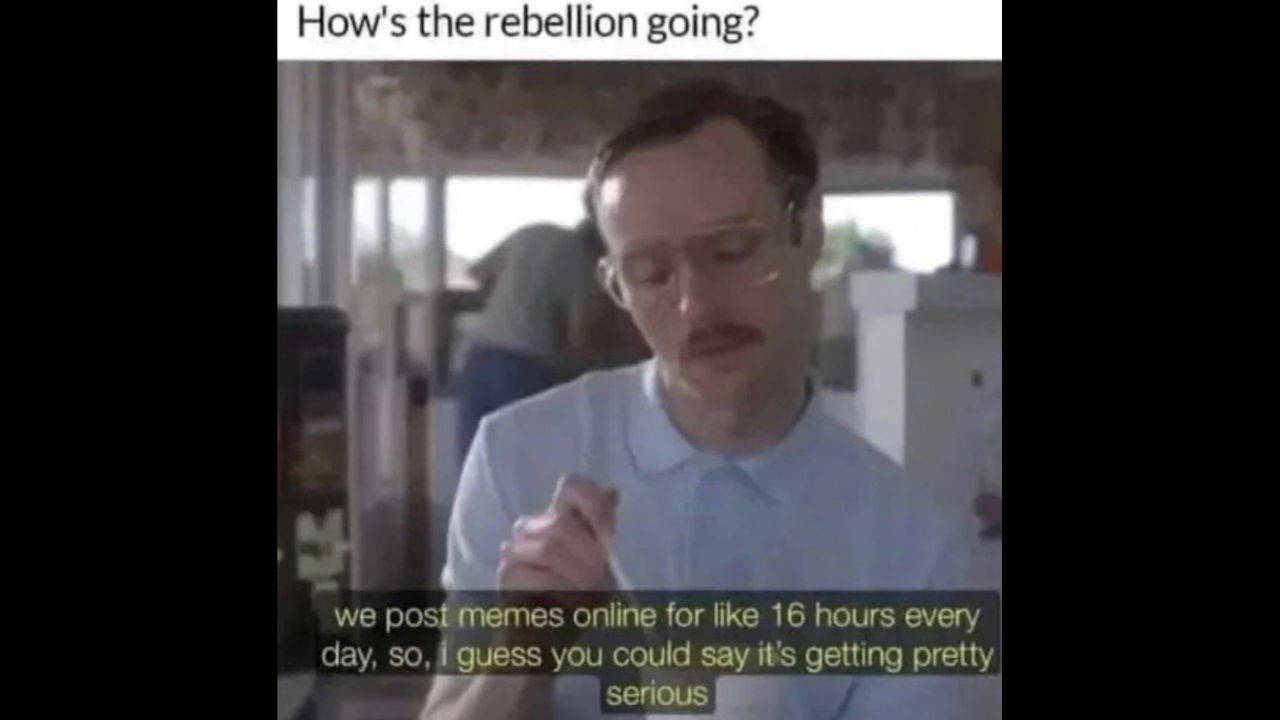 How's the rebellion going?
we post memes online for like 16 hours every
day, so, i guess you could say it's getting pretty
serious